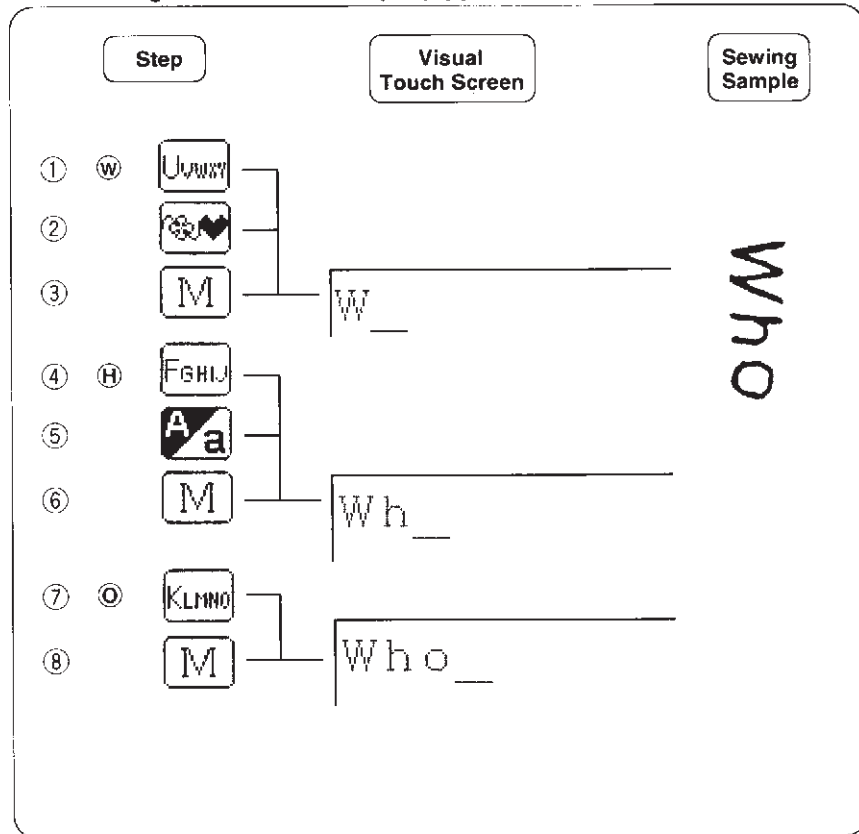 Step
Visual
Touch Screen
Sewing
Sample
① Ⓦ UVWXY
②
③ M W_
④ Ⓗ FGHIJ
⑤ A/a
⑥ M Wh_
⑦ Ⓞ KLMNO
⑧ M Who_
Who